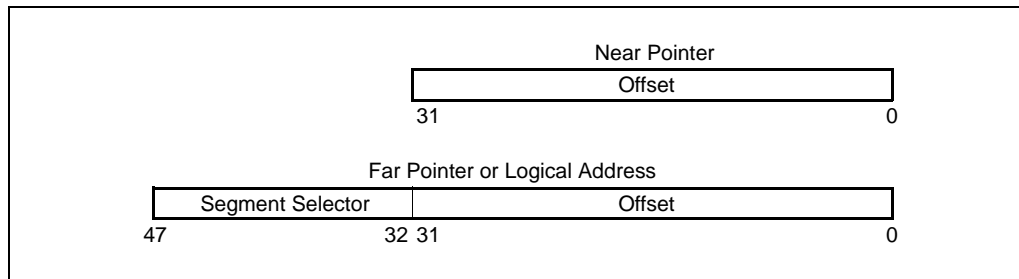 Near Pointer
Offset
31 0
Far Pointer or Logical Address
Segment Selector Offset
47 32 31 0